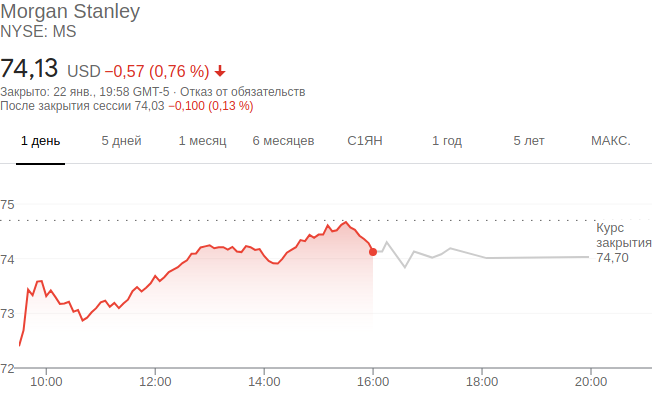 Morgan Stanley
NYSE: MS
74,13 USD −0,57 (0,76 %)
Закрыто: 22 янв., 19:58 GMT-5 · Отказ от обязательств
После закрытия сессии 74,03 −0,100 (0,13 %)
1 день 5 дней 1 месяц 6 месяцев С1ЯН 1 год 5 лет МАКС.
75
Курс
закрытия
74,70
74
73
72
10:00 12:00 14:00 16:00 18:00 20:00